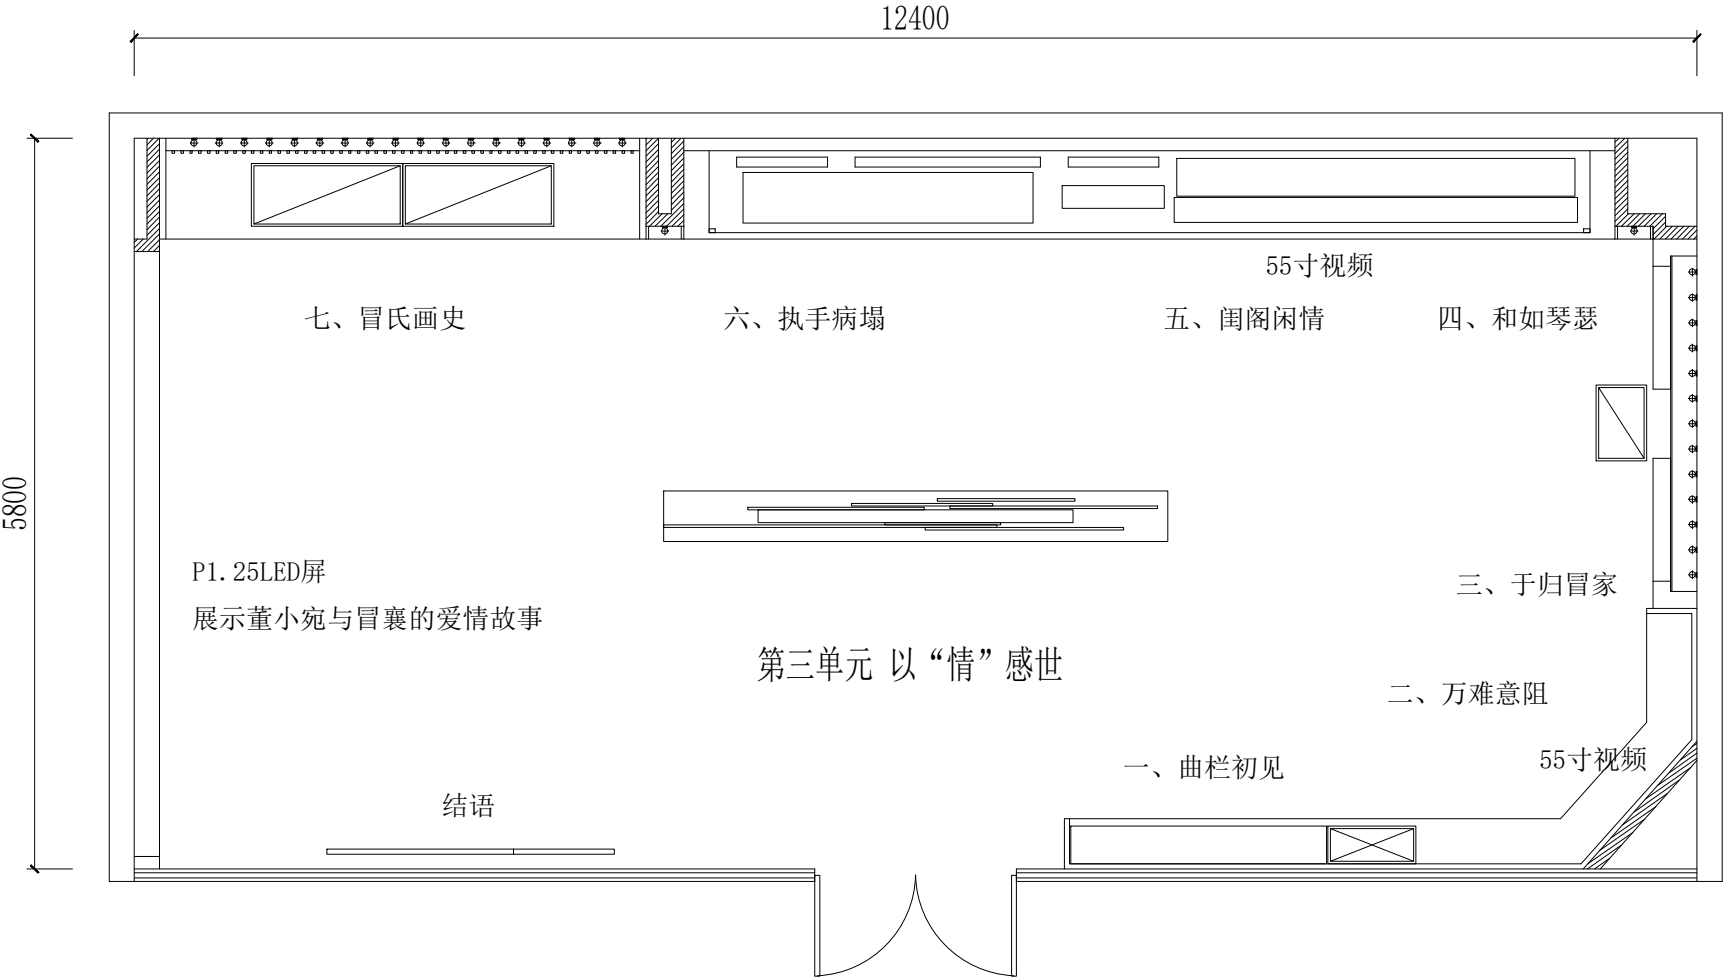 12400
5800
55寸视频
七、冒氏画史
六、执手病塌
五、闺阁闲情
四、和如琴瑟
P1.25LED屏
展示董小宛与冒襄的爱情故事
三、于归冒家
第三单元 以“情”感世
二、万难意阻
一、曲栏初见
55寸视频
结语